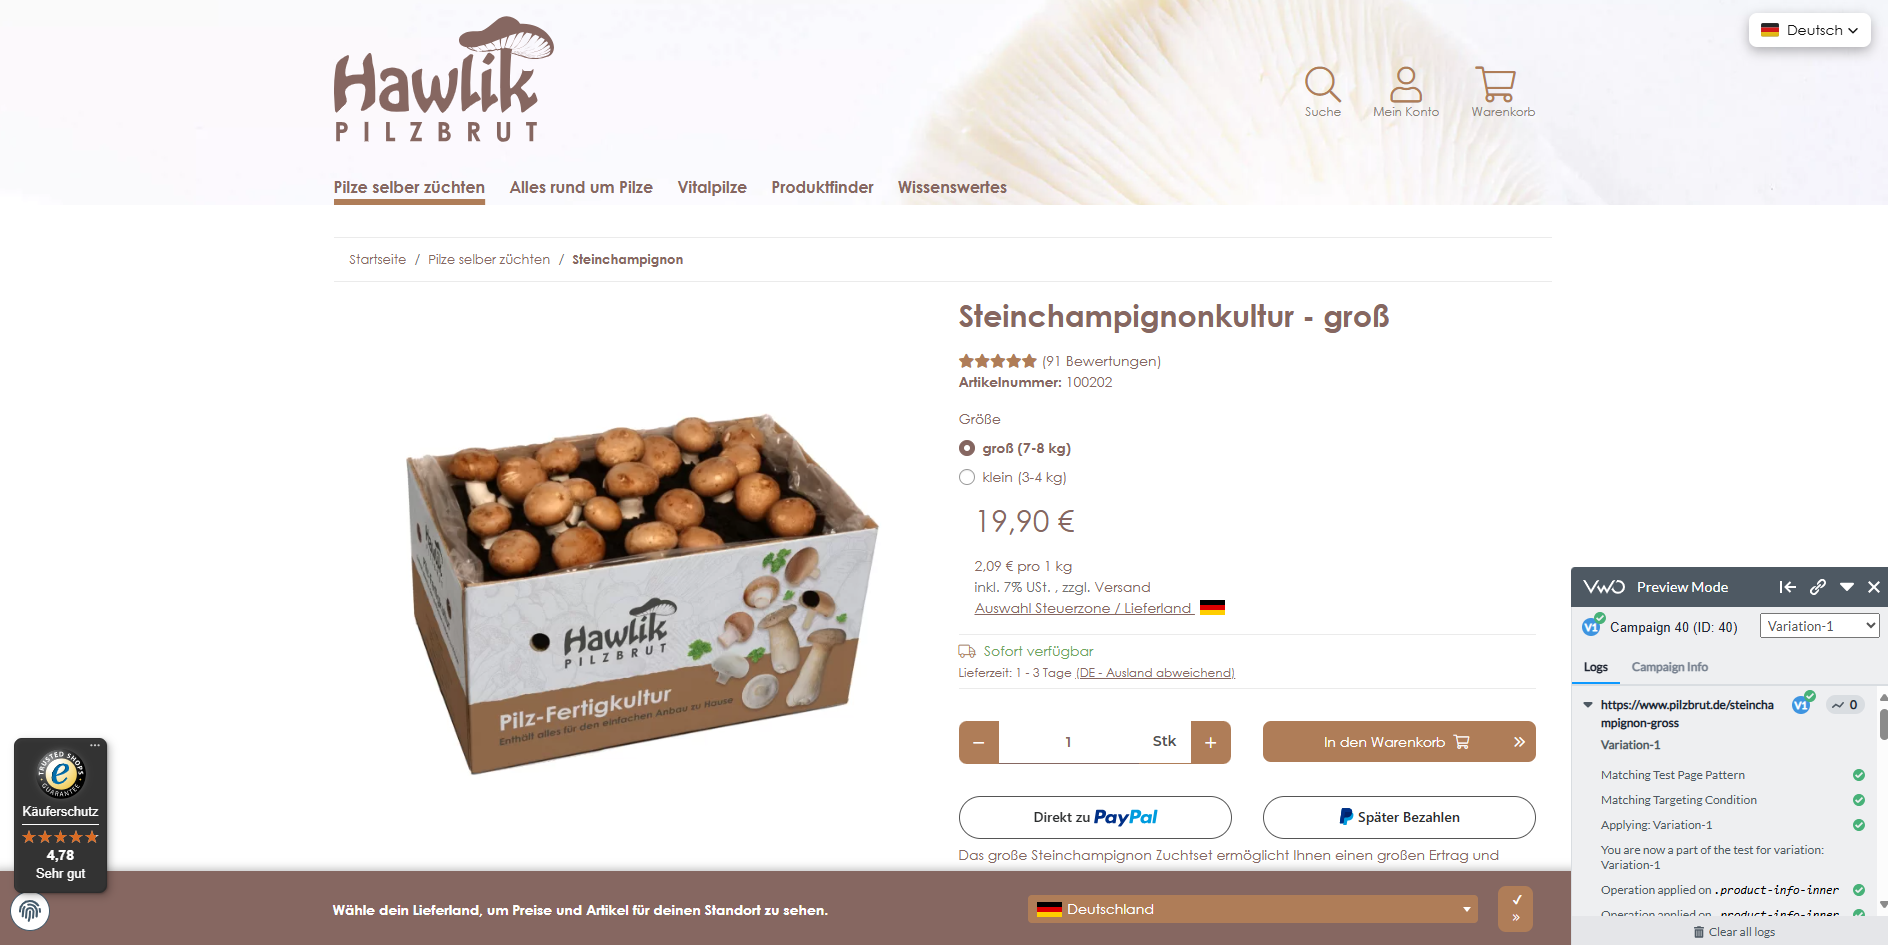 Hawlik
PILZBRUT
Deutsch
Suche
Mein Konto
Warenkorb
Pilze selber züchten
Alles rund um Pilze
Vitalpilze
Produktfinder
Wissenswertes
Startseite / Pilze selber züchten / Steinchampignon
Steinchampignonkultur - groß
(91 Bewertungen)
Artikelnummer: 100202
Größe
groß (7-8 kg)
klein (3-4 kg)
19,90 €
2,09 € pro 1 kg
inkl. 7% USt. , zzgl. Versand
Auswahl Steuerzone / Lieferland
Sofort verfügbar
Lieferzeit: 1 - 3 Tage (DE - Ausland abweichend)
− 1 Stk +
In den Warenkorb »
Direkt zu PayPal
Später Bezahlen
Das große Steinchampignon Zuchtset ermöglicht Ihnen einen großen Ertrag und
Hawlik
PILZBRUT
Pilz-Fertigkultur
Enthält alles für den einfachen Anbau zu Hause
TRUSTED SHOPS
GUARANTEE
Käuferschutz
4,78
Sehr gut
Wähle dein Lieferland, um Preise und Artikel für deinen Standort zu sehen.
Deutschland
»
VWO Preview Mode
V1 Campaign 40 (ID: 40)
Variation-1
Logs
Campaign Info
https://www.pilzbrut.de/steincha
mpignon-gross
V1
0
Variation-1
Matching Test Page Pattern
Matching Targeting Condition
Applying: Variation-1
You are now a part of the test for variation:
Variation-1
Operation applied on .product-info-inner
Operation applied on .product-info-inner
Clear all logs